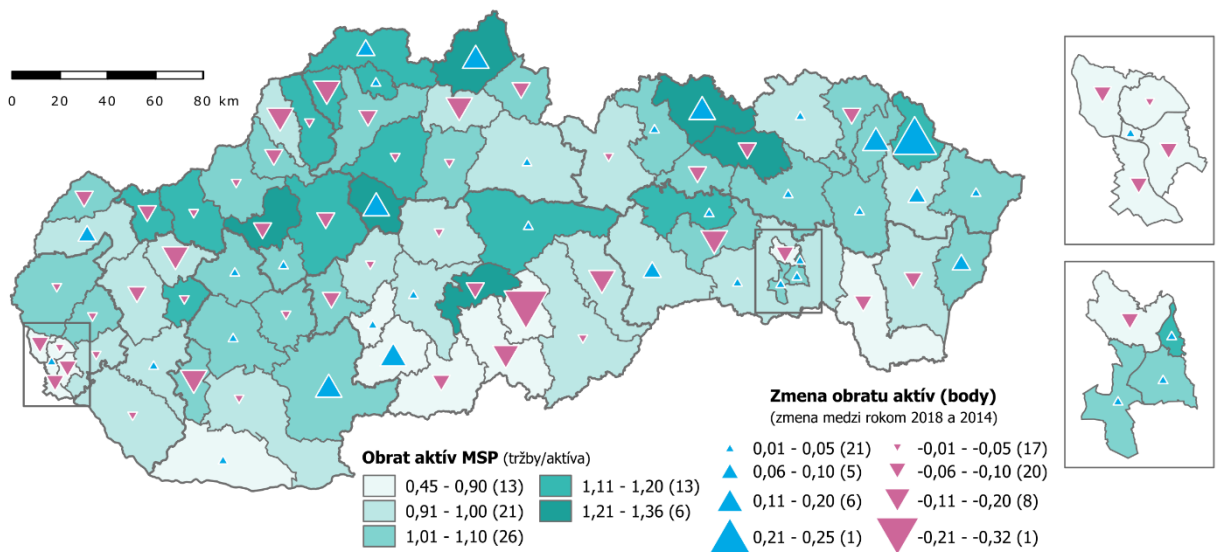 0 20 40 60 80 km
Obrat aktív MSP (tržby/aktíva)
0,45 - 0,90 (13)
0,91 - 1,00 (21)
1,01 - 1,10 (26)
1,11 - 1,20 (13)
1,21 - 1,36 (6)
Zmena obratu aktív (body)
(zmena medzi rokom 2018 a 2014)
0,01 - 0,05 (21)
0,06 - 0,10 (5)
0,11 - 0,20 (6)
0,21 - 0,25 (1)
-0,01 - -0,05 (17)
-0,06 - -0,10 (20)
-0,11 - -0,20 (8)
-0,21 - -0,32 (1)